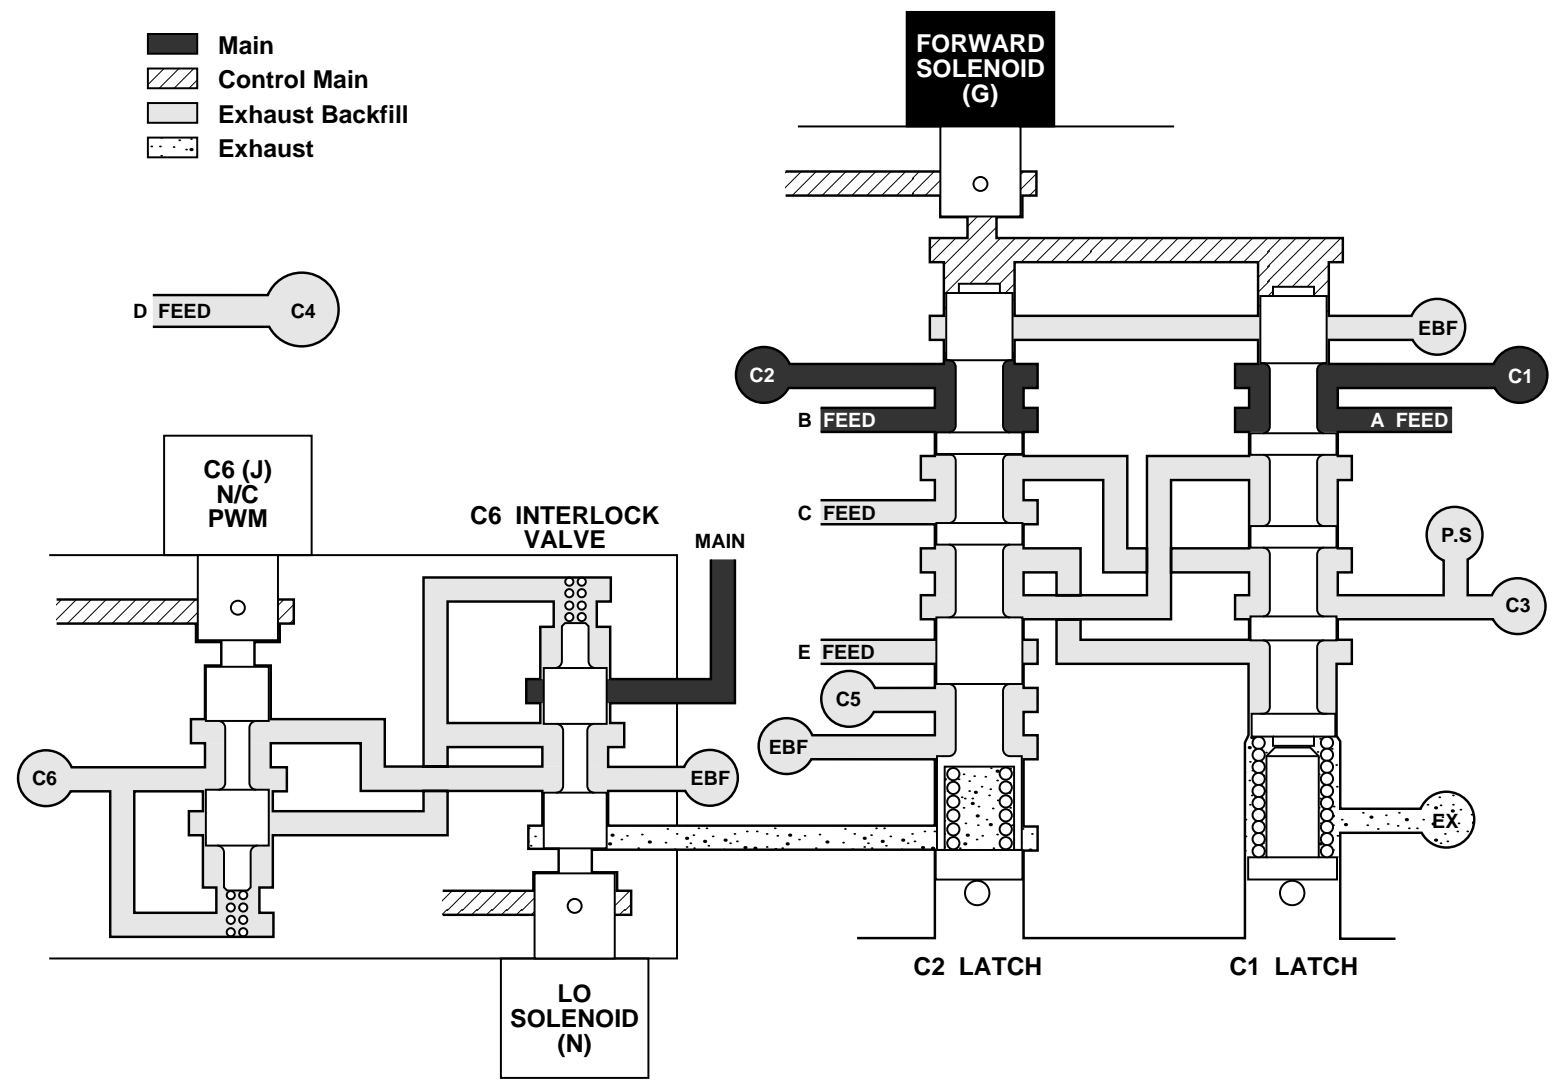 Main
Control Main
Exhaust Backfill
Exhaust
FORWARD
SOLENOID
(G)
D FEED
C4
EBF
C2
C1
B FEED
A FEED
C6 (J)
N/C
PWM
C6 INTERLOCK
VALVE
MAIN
C FEED
P.S
C3
E FEED
C5
EBF
C6
EBF
EX
C2 LATCH
C1 LATCH
LO
SOLENOID
(N)